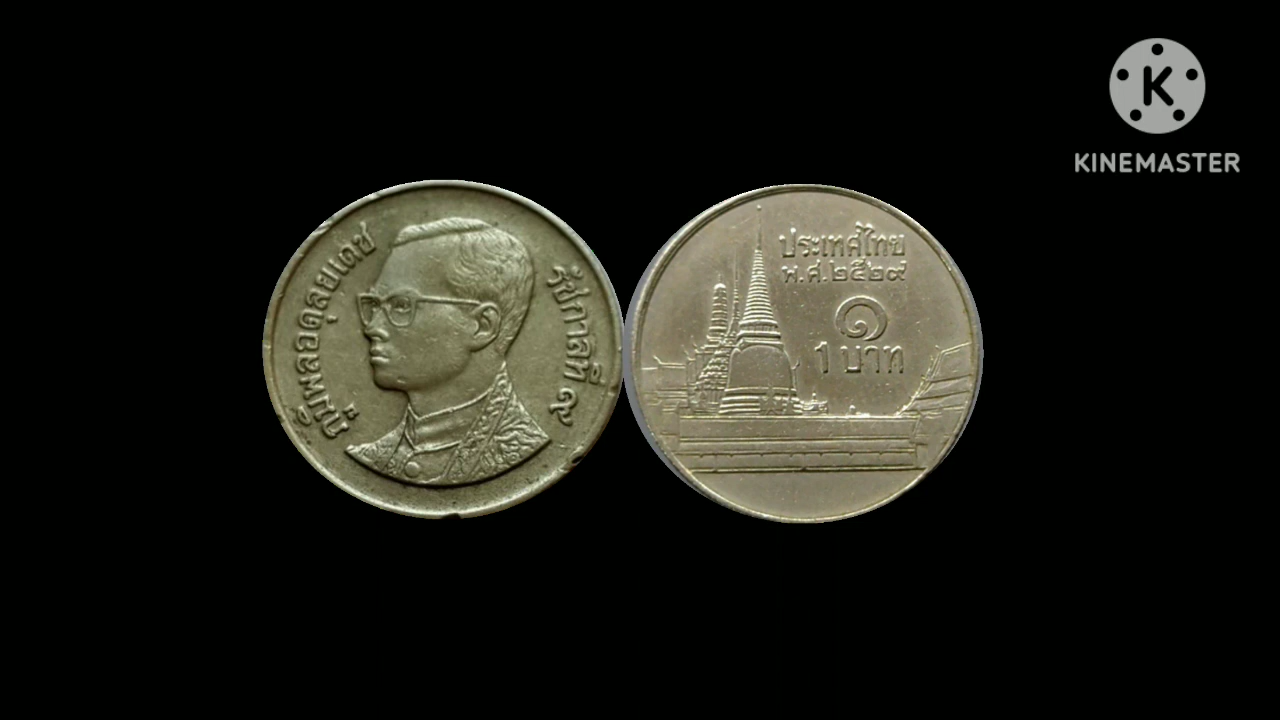 K
KINEMASTER
ภูมิพลอดุลยเดช
รัชกาลที่ ๙
ประเทศไทย
พ.ศ.๒๕๒๙
๑
1 บาท